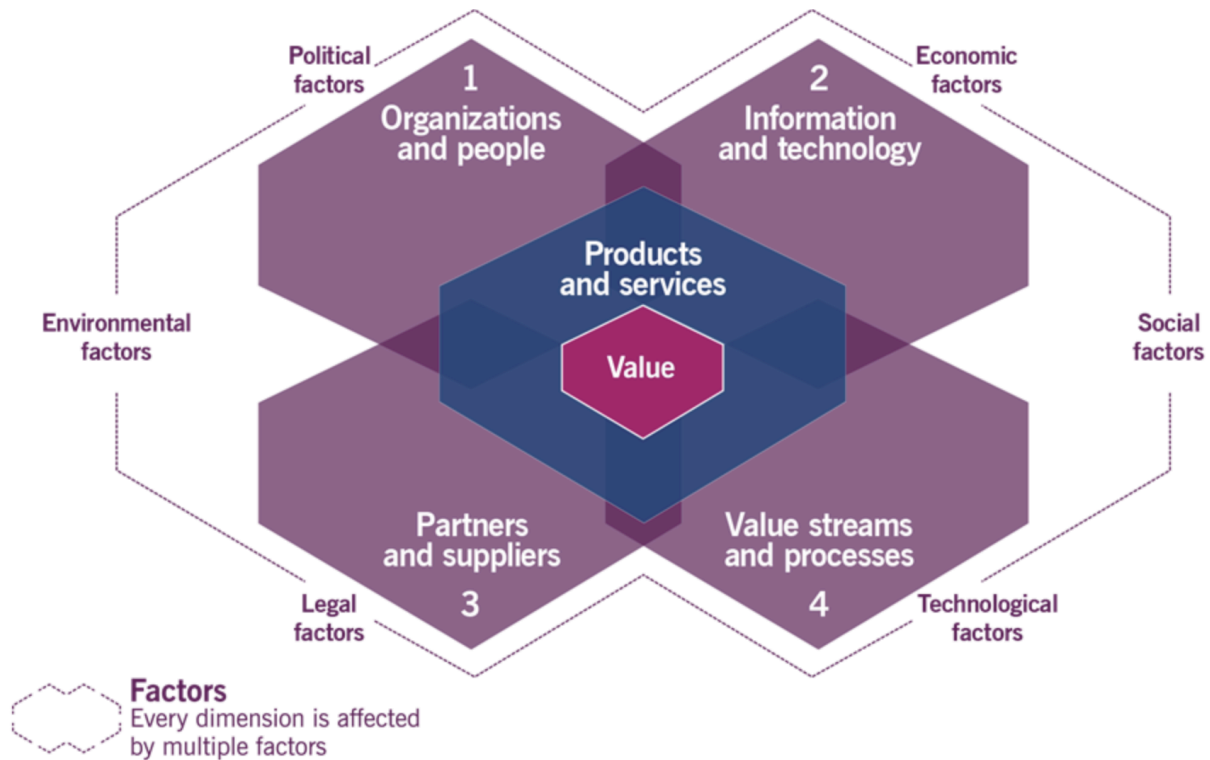 Political
factors
1
Organizations
and people
2
Information
and technology
Economic
factors
Products
and services
Environmental
factors
Value
Social
factors
Partners
and suppliers
3
Value streams
and processes
4
Legal
factors
Technological
factors
Factors
Every dimension is affected
by multiple factors